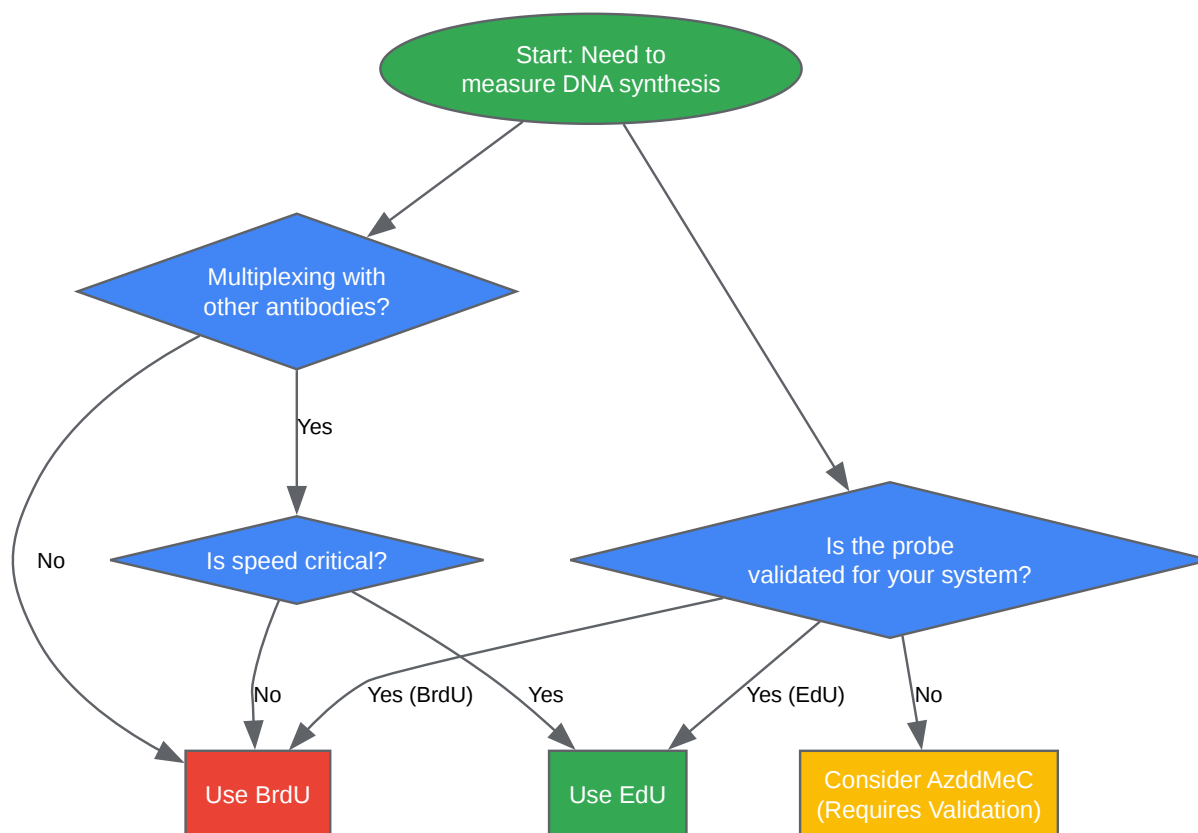 Start: Need to
measure DNA synthesis
Multiplexing with
other antibodies?
Yes
No
Is speed critical?
Is the probe
validated for your system?
No
Yes (BrdU)
Yes
Yes (EdU)
No
Use BrdU
Use EdU
Consider AzddMeC
(Requires Validation)